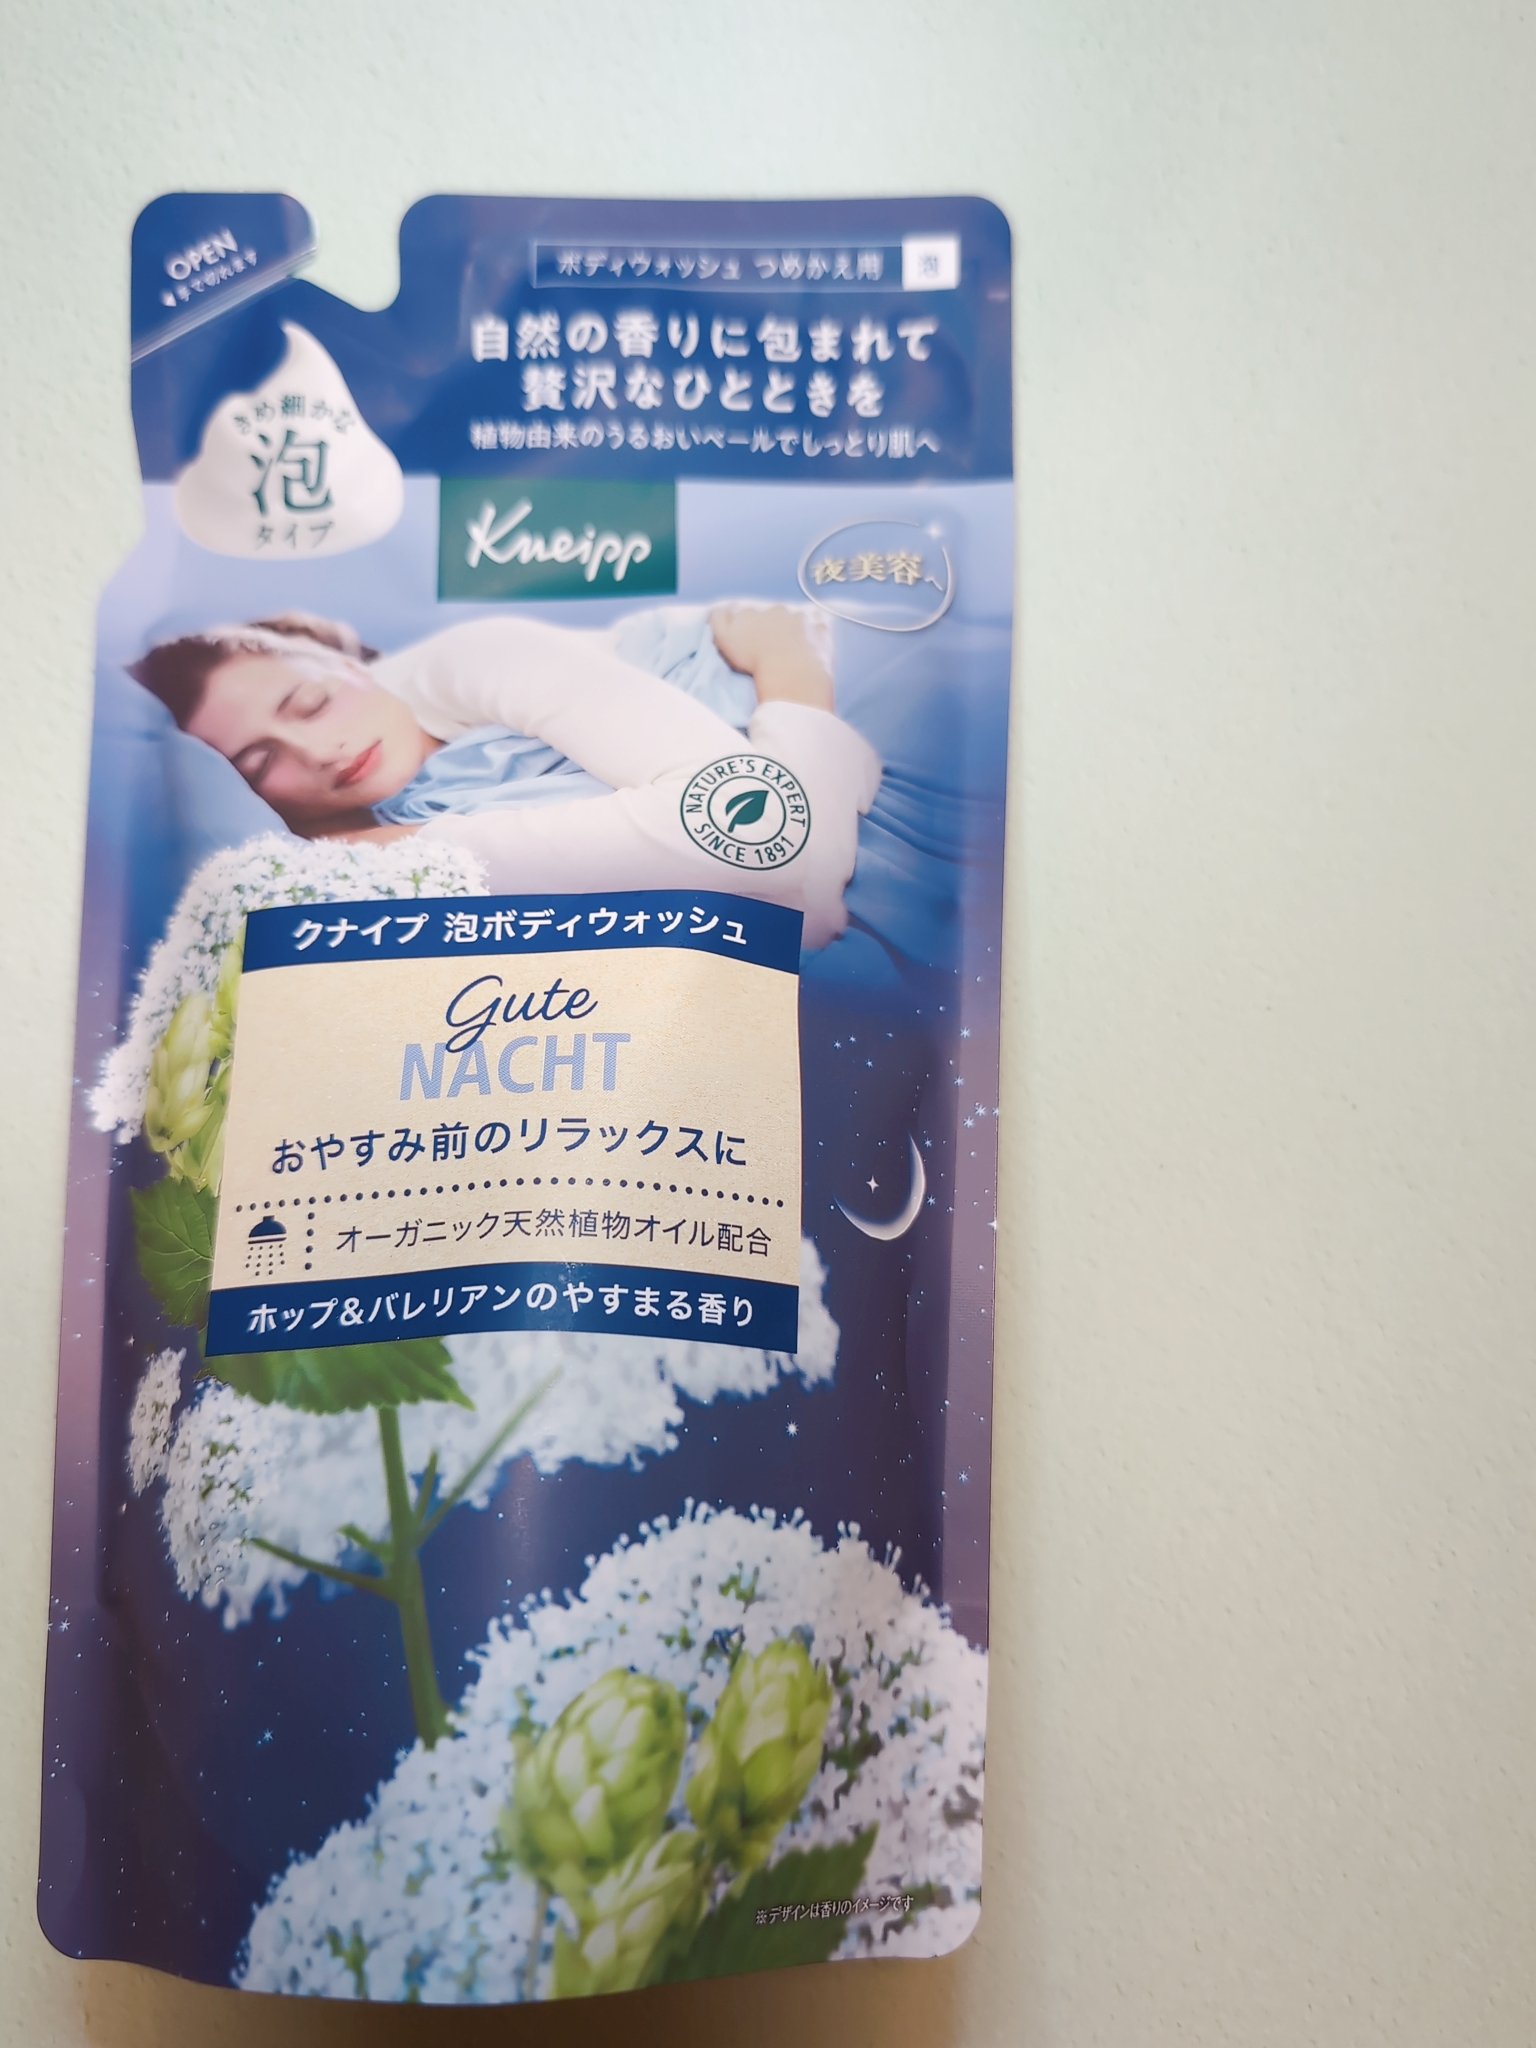 OPEN
手で切れます
ボディウォッシュ つめかえ用 泡
自然の香りに包まれて
贅沢なひとときを
植物由来のうるおいベールでしっとり肌へ
きめ細かな
泡
タイプ
Kneipp
夜美容へ
NATURE'S EXPERT
SINCE 1891
クナイプ 泡ボディウォッシュ
Gute
NACHT
おやすみ前のリラックスに
オーガニック天然植物オイル配合
ホップ&バレリアンのやすまる香り
※デザインは香りのイメージです